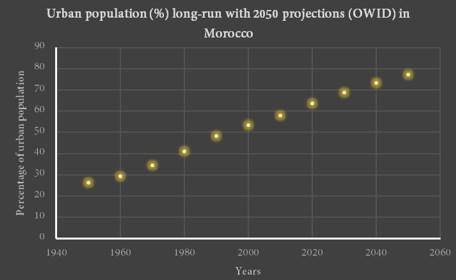 Urban population (%) long-run with 2050 projections (OWID) in
Morocco
Percentage of urban population
90
80
70
60
50
40
30
20
10
0
1940 1960 1980 2000 2020 2040 2060
Years